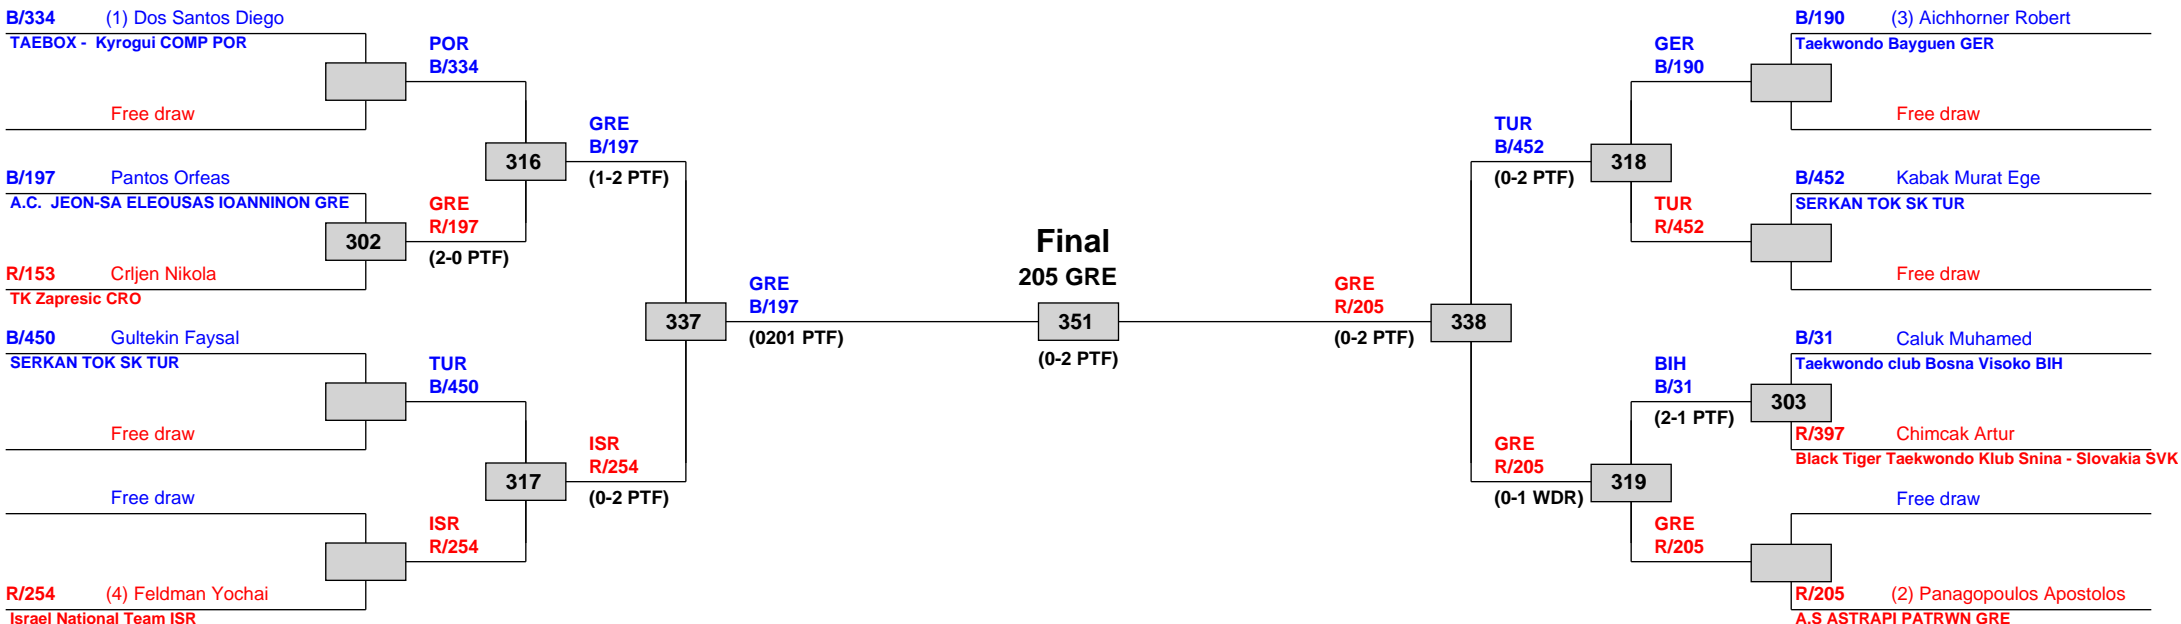 B/334 (1) Dos Santos Diego
TAEBOX - Kyrogui COMP POR
Free draw
B/197 Pantos Orfeas
A.C. JEON-SA ELEOUSAS IOANNINON GRE
302
R/153 Crljen Nikola
TK Zapresic CRO
B/450 Gultekin Faysal
SERKAN TOK SK TUR
Free draw
Free draw
R/254 (4) Feldman Yochai
Israel National Team ISR
POR
B/334
316
GRE
R/197
(2-0 PTF)
TUR
B/450
317
ISR
R/254
GRE
B/197
(1-2 PTF)
337
ISR
R/254
(0-2 PTF)
GRE
B/197
(0201 PTF)
Final
205 GRE
351
(0-2 PTF)
GRE
R/205
(0-2 PTF)
338
TUR
B/452
(0-2 PTF)
GRE
R/205
(0-1 WDR)
GER
B/190
318
TUR
R/452
BIH
B/31
(2-1 PTF)
319
GRE
R/205
B/190 (3) Aichhorner Robert
Taekwondo Bayguen GER
Free draw
B/452 Kabak Murat Ege
SERKAN TOK SK TUR
Free draw
B/31 Caluk Muhamed
Taekwondo club Bosna Visoko BIH
303
R/397 Chimcak Artur
Black Tiger Taekwondo Klub Snina - Slovakia SVK
Free draw
R/205 (2) Panagopoulos Apostolos
A.S ASTRAPI PATRWN GRE